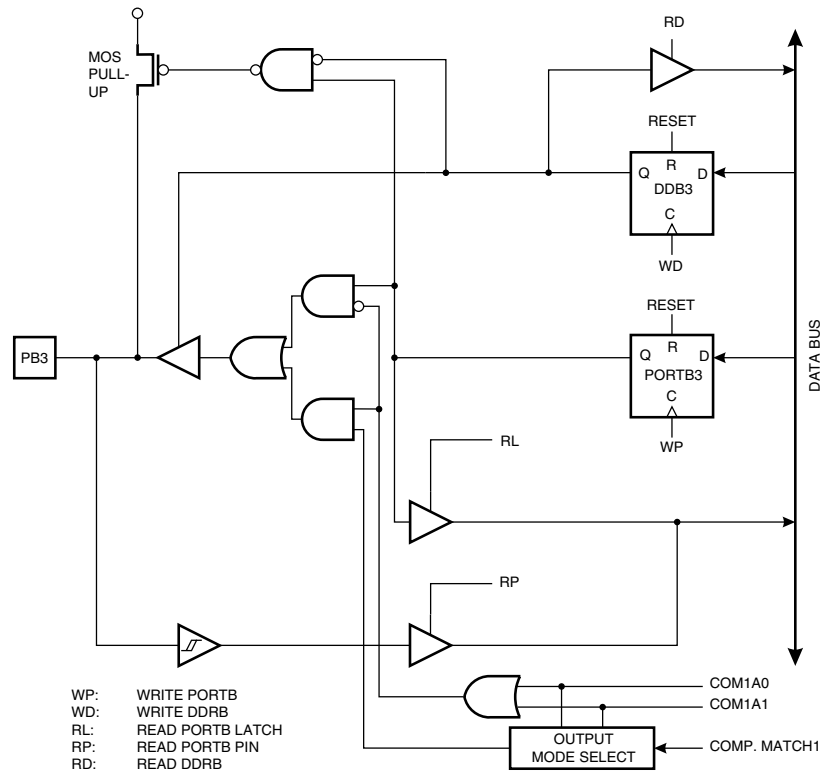 RD
MOS
PULL-
UP
RESET
R
Q
D
DDB3
C
WD
RESET
R
Q
D
PB3
PORTB3
C
WP
DATA BUS
RL
RP
WP: WRITE PORTB
WD: WRITE DDRB
RL: READ PORTB LATCH
RP: READ PORTB PIN
RD: READ DDRB
COM1A0
COM1A1
OUTPUT
MODE SELECT
COMP. MATCH1